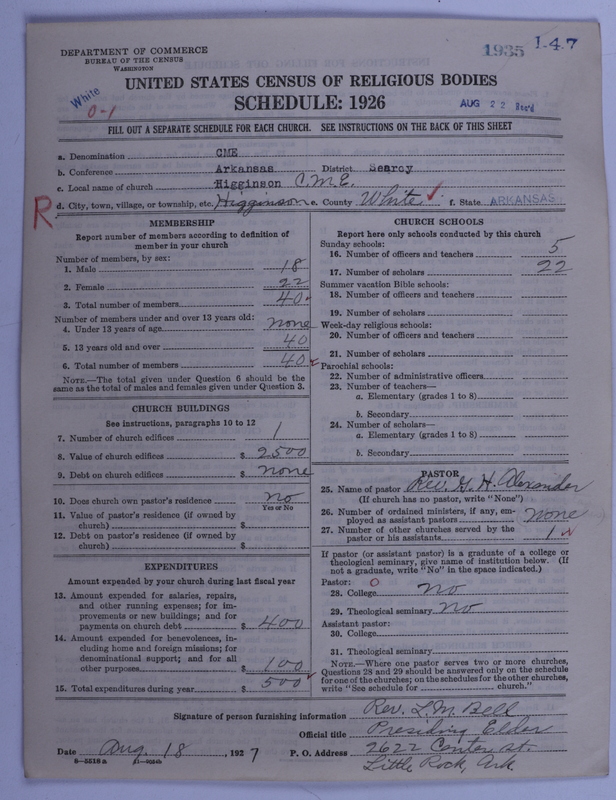 DEPARTMENT OF COMMERCE
BUREAU OF THE CENSUS
WASHINGTON
1935 1-47
White
0-1
UNITED STATES CENSUS OF RELIGIOUS BODIES
SCHEDULE: 1926
AUG 22 Rec'd
FILL OUT A SEPARATE SCHEDULE FOR EACH CHURCH. SEE INSTRUCTIONS ON THE BACK OF THIS SHEET
a. Denomination CME
b. Conference Arkansas District Searcy
c. Local name of church Higginson C.M.E.
R
d. City, town, village, or township, etc. Higginson e. County White f. State ARKANSAS
MEMBERSHIP
Report number of members according to definition of
member in your church
Number of members, by sex:
1. Male 18
2. Female 22
3. Total number of members 40
Number of members under and over 13 years old:
4. Under 13 years of age none
5. 13 years old and over 40
6. Total number of members 40
NOTE.—The total given under Question 6 should be the
same as the total of males and females given under Question 3.
CHURCH BUILDINGS
See instructions, paragraphs 10 to 12
7. Number of church edifices 1
8. Value of church edifices $ 2500
9. Debt on church edifices $ none
10. Does church own pastor's residence no
Yes or No
11. Value of pastor's residence (if owned by
church) $
12. Debt on pastor's residence (if owned by
church) $
EXPENDITURES
Amount expended by your church during last fiscal year
13. Amount expended for salaries, repairs,
and other running expenses; for im-
provements or new buildings; and for
payments on church debt $ 400
14. Amount expended for benevolences, in-
cluding home and foreign missions; for
denominational support; and for all
other purposes $ 100
15. Total expenditures during year $ 500
CHURCH SCHOOLS
Report here only schools conducted by this church
Sunday schools:
16. Number of officers and teachers 5
17. Number of scholars 22
Summer vacation Bible schools:
18. Number of officers and teachers
19. Number of scholars
Week-day religious schools:
20. Number of officers and teachers
21. Number of scholars
Parochial schools:
22. Number of administrative officers
23. Number of teachers—
a. Elementary (grades 1 to 8)
b. Secondary
24. Number of scholars—
a. Elementary (grades 1 to 8)
b. Secondary
PASTOR
25. Name of pastor Rev. G. H. Alexander
(If church has no pastor, write "None")
26. Number of ordained ministers, if any, em-
ployed as assistant pastors None
27. Number of other churches served by the
pastor or his assistants 1
If pastor (or assistant pastor) is a graduate of a college or
theological seminary, give name of institution below. (If
not a graduate, write "No" in the space indicated.)
Pastor: 0
28. College No
29. Theological seminary No
Assistant pastor:
30. College
31. Theological seminary
NOTE.—Where one pastor serves two or more churches,
Questions 28 and 29 should be answered only on the schedule
for one of the churches; on the schedules for the other churches,
write "See schedule for church."
Signature of person furnishing information Rev. L. M. Bell
Official title Presiding Elder
Date Aug. 18, 1927 P. O. Address 2622 Center st.
8-5518 a Little Rock, Ark